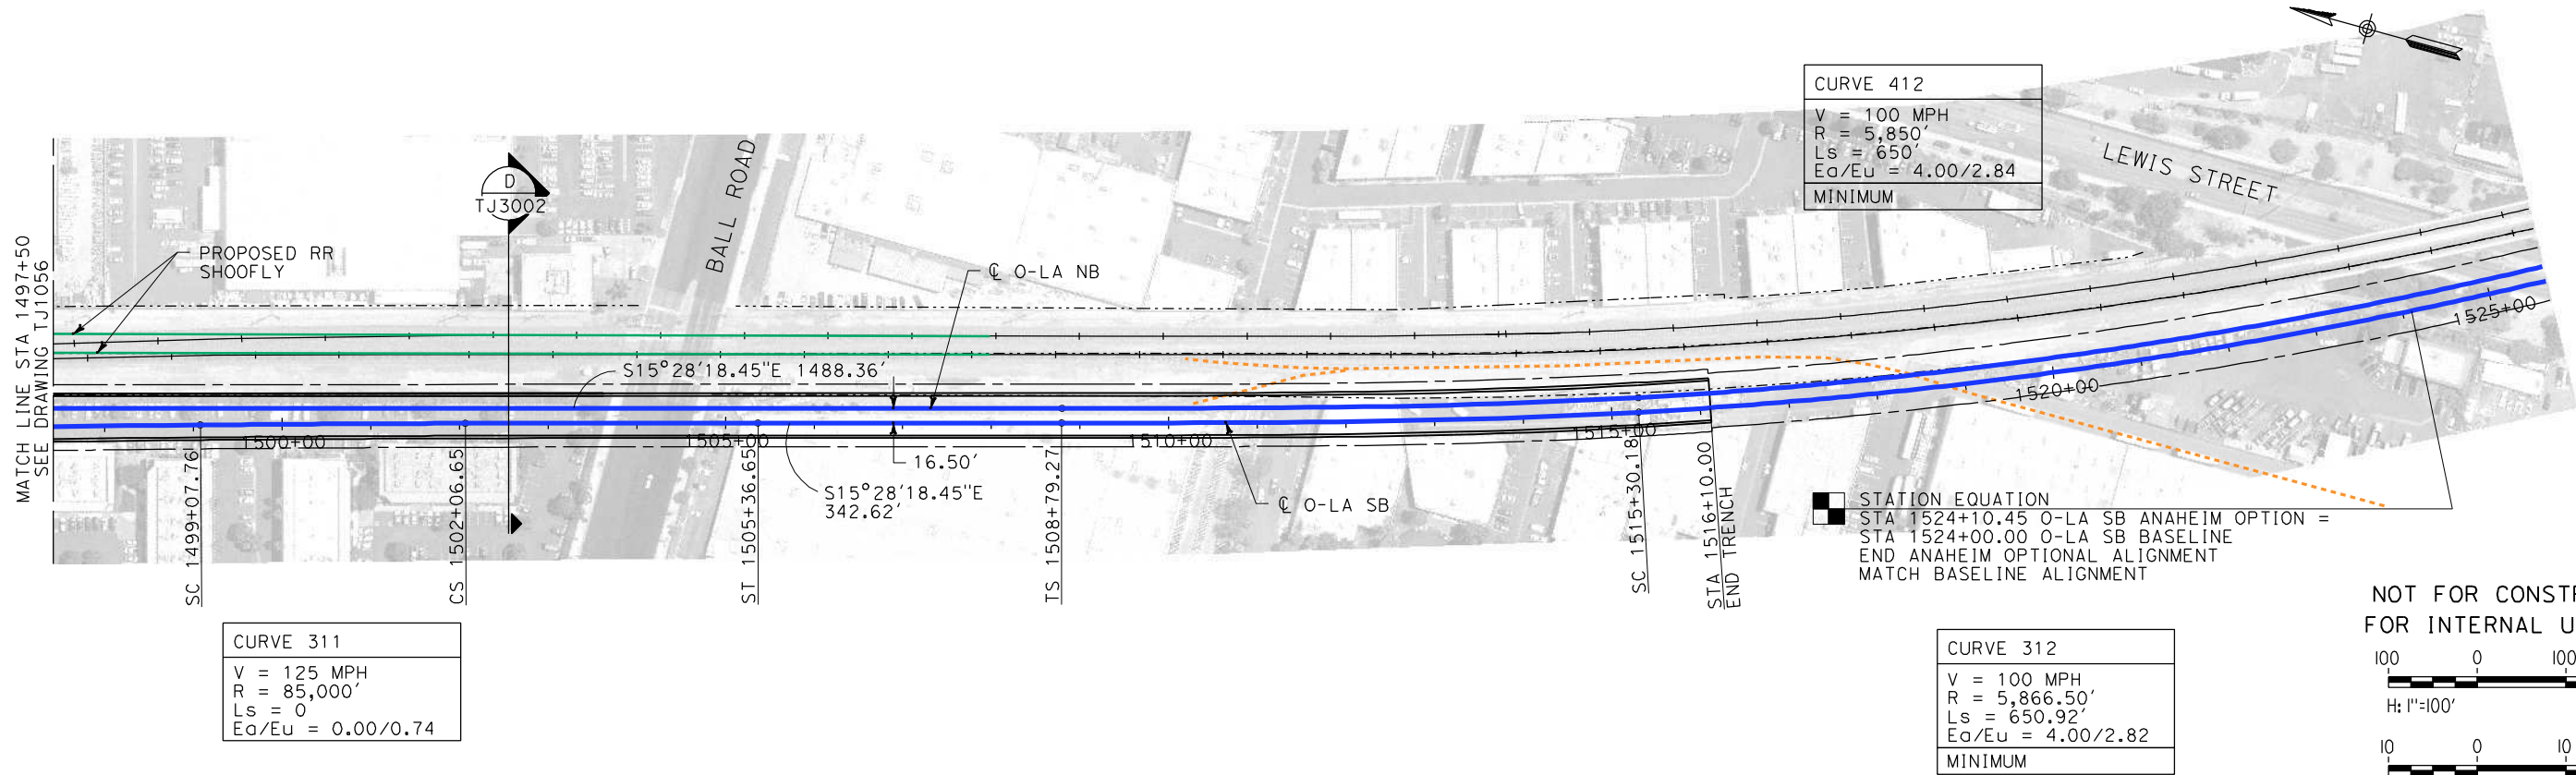 MATCH LINE STA 1497+50
SEE DRAWING TJ1056
PROPOSED RR
SHOOFLY
D
TJ3002
BALL ROAD
℄ O-LA NB
S15°28'18.45"E 1488.36'
CURVE 412
V = 100 MPH
R = 5,850'
Ls = 650'
Ea/Eu = 4.00/2.84
MINIMUM
LEWIS STREET
1500+00
1505+00
1510+00
1515+00
1520+00
1525+00
16.50'
S15°28'18.45"E
342.62'
℄ O-LA SB
SC 1499+07.76
CS 1502+06.65
ST 1505+36.65
TS 1508+79.27
SC 1515+30.18
STA 1516+10.00
END TRENCH
STATION EQUATION
STA 1524+10.45 O-LA SB ANAHEIM OPTION =
STA 1524+00.00 O-LA SB BASELINE
END ANAHEIM OPTIONAL ALIGNMENT
MATCH BASELINE ALIGNMENT
CURVE 311
V = 125 MPH
R = 85,000'
Ls = 0
Ea/Eu = 0.00/0.74
CURVE 312
V = 100 MPH
R = 5,866.50'
Ls = 650.92'
Ea/Eu = 4.00/2.82
MINIMUM
NOT FOR CONST
FOR INTERNAL U
100 0 100
H: 1"=100'
10 0 10